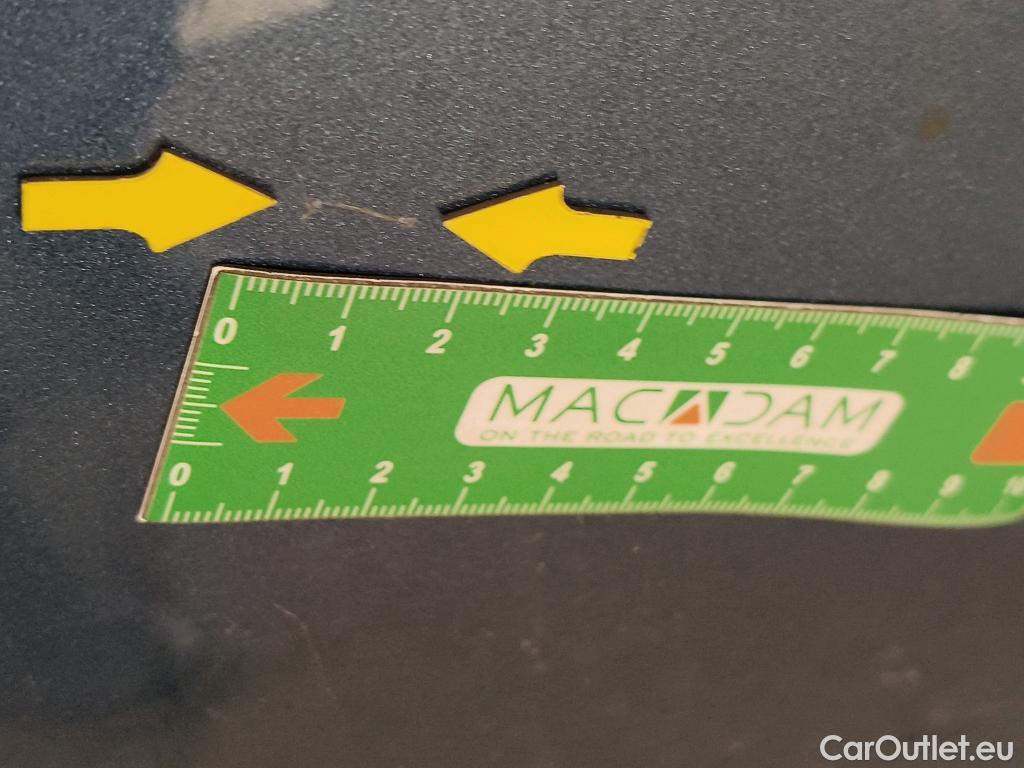 0 1 2 3 4 5 6 7 8
MACADAM
ON THE ROAD TO EXCELLENCE
0 1 2 3 4 5 6 7 8 9 10
CarOutlet.eu